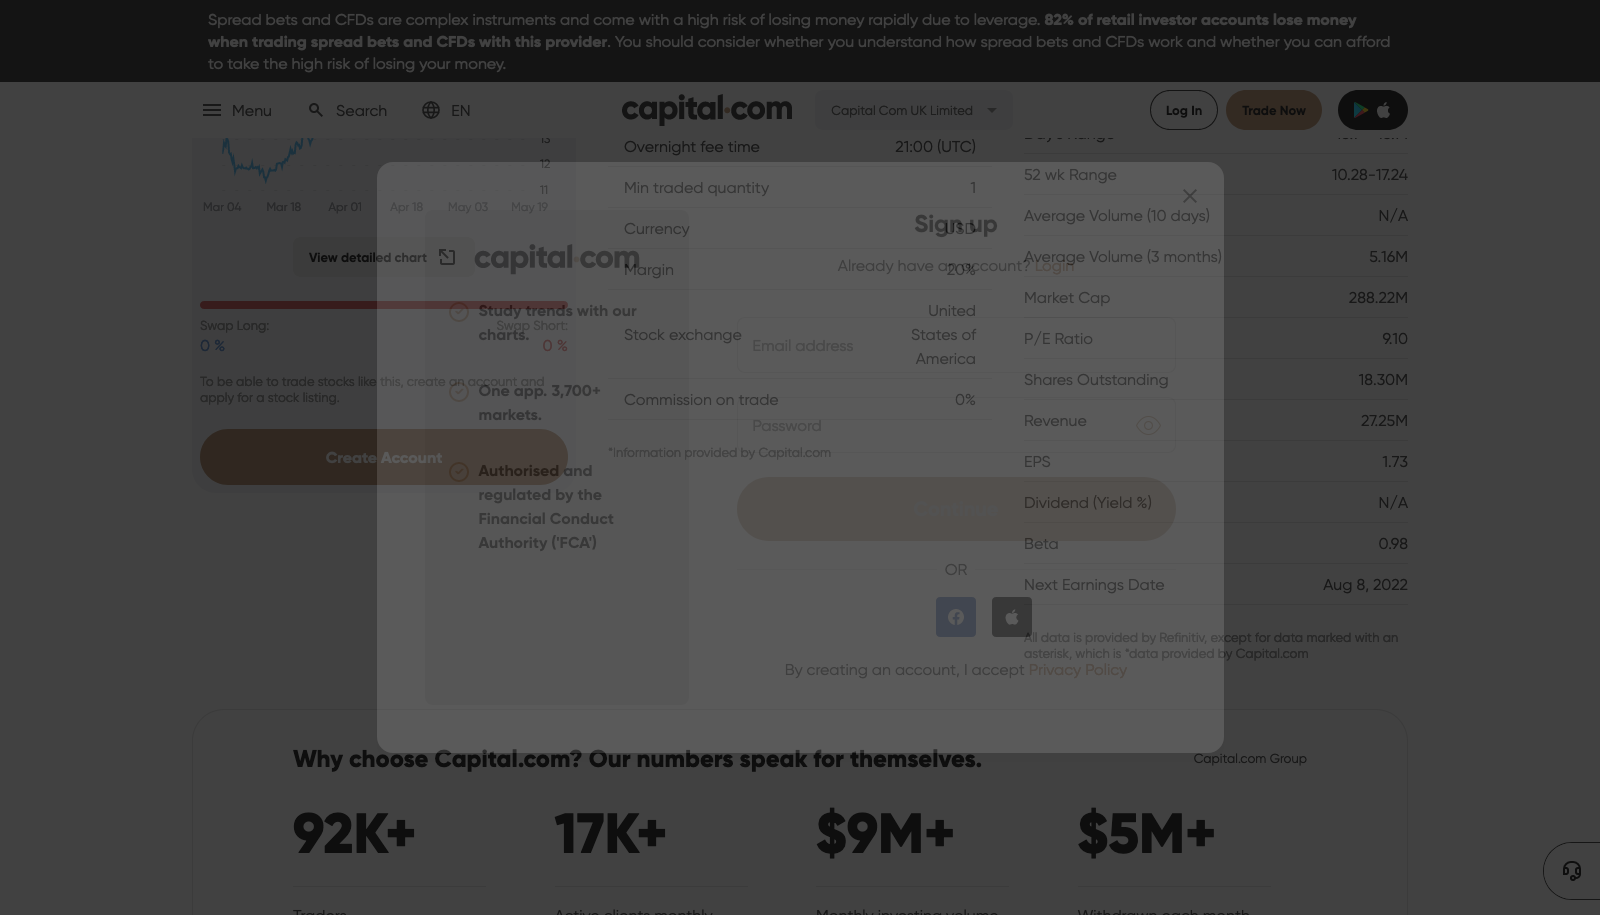 Spread bets and CFDs are complex instruments and come with a high risk of losing money rapidly due to leverage. 82% of retail investor accounts lose money
when trading spread bets and CFDs with this provider. You should consider whether you understand how spread bets and CFDs work and whether you can afford
to take the high risk of losing your money.
Menu
Search
EN
capital.com
Capital Com UK Limited
Log In
Trade Now
13
12
11
Mar 04 Mar 18 Apr 01 Apr 18 May 03 May 19
View detailed chart
Swap Long:
0 %
Swap Short:
0 %
To be able to trade stocks like this, create an account and
apply for a stock listing.
Create Account
Overnight fee time 21:00 (UTC)
Min traded quantity 1
Currency USD
Margin 20%
Stock exchange
United
States of
America
Commission on trade 0%
*Information provided by Capital.com
52 wk Range 10.28-17.24
Average Volume (10 days) N/A
Average Volume (3 months) 5.16M
Market Cap 288.22M
P/E Ratio 9.10
Shares Outstanding 18.30M
Revenue 27.25M
EPS 1.73
Dividend (Yield %) N/A
Beta 0.98
Next Earnings Date Aug 8, 2022
All data is provided by Refinitiv, except for data marked with an
asterisk, which is *data provided by Capital.com
capital.com
Study trends with our
charts.
One app. 3,700+
markets.
Authorised and
regulated by the
Financial Conduct
Authority ('FCA')
Sign up
Already have an account? Login
Email address
Password
OR
By creating an account, I accept Privacy Policy
Why choose Capital.com? Our numbers speak for themselves.
Capital.com Group
92K+
17K+
$9M+
$5M+